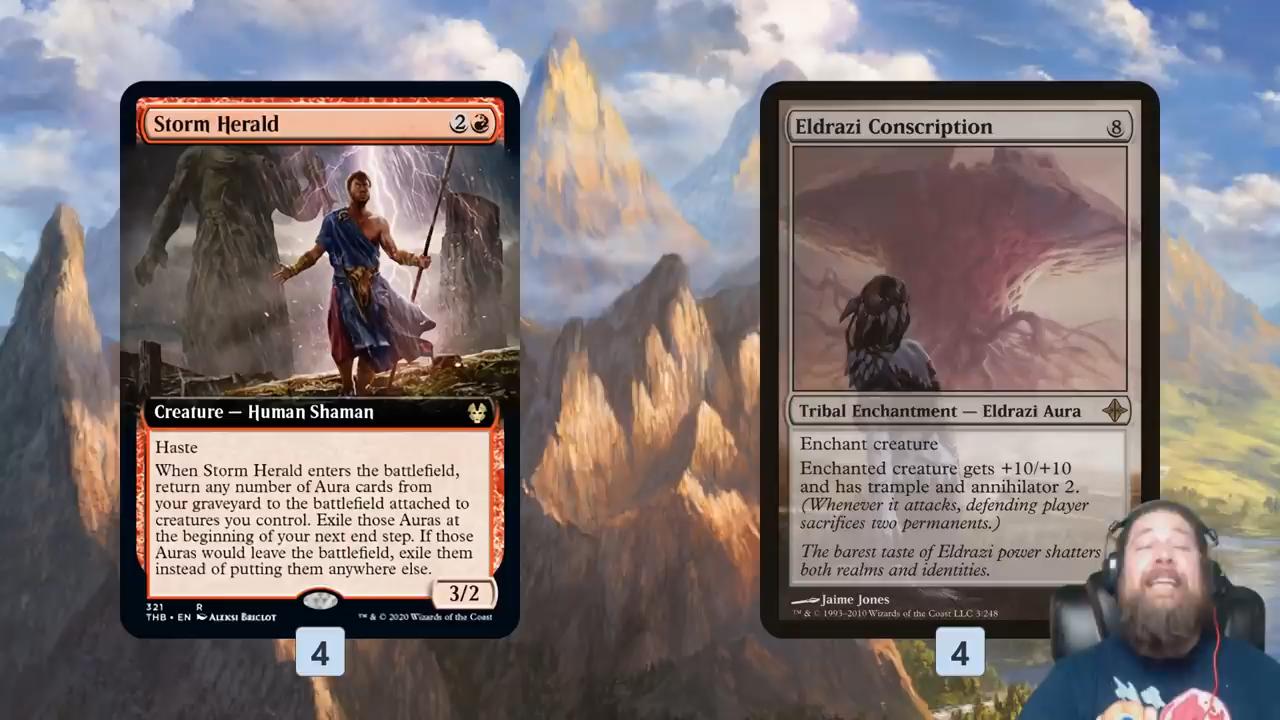 Storm Herald
2
Creature — Human Shaman
Haste
When Storm Herald enters the battlefield,
return any number of Aura cards from
your graveyard to the battlefield attached to
creatures you control. Exile those Auras at
the beginning of your next end step. If those
Auras would leave the battlefield, exile them
instead of putting them anywhere else.
3/2
321 R
THB • EN ALEKSI BRICLOT
™ & © 2020 Wizards of the Coast
4
Eldrazi Conscription
8
Tribal Enchantment — Eldrazi Aura
Enchant creature
Enchanted creature gets +10/+10
and has trample and annihilator 2.
(Whenever it attacks, defending player
sacrifices two permanents.)
The barest taste of Eldrazi power shatters
both realms and identities.
Jaime Jones
™ & © 1993–2010 Wizards of the Coast LLC 3/248
4